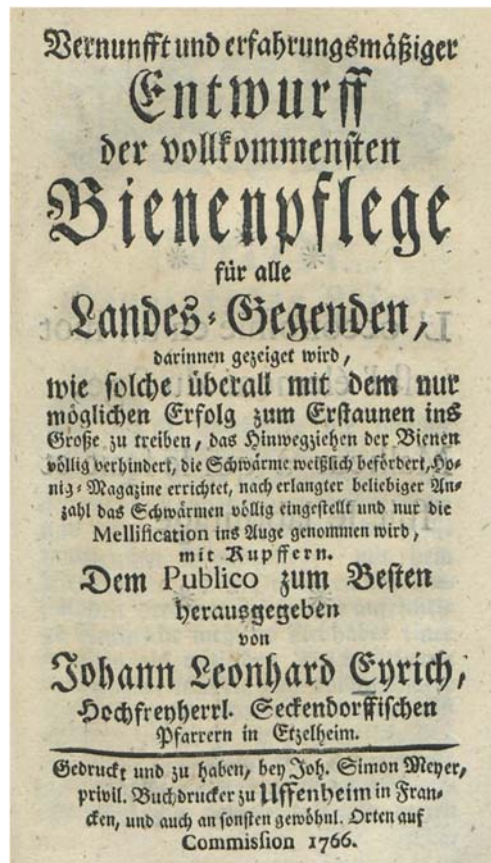 Vernunfft und erfahrungsmäßiger
Entwurff
der vollkommensten
Bienenpflege
für alle
Landes-Gegenden,
darinnen gezeiget wird,
wie solche überall mit dem nur
möglichen Erfolg zum Erstaunen ins
Große zu treiben, das Hinwegziehen der Bienen
völlig verhindert, die Schwärme weißlich befördert, Ho-
nig-Magazine errichtet, nach erlangter beliebiger An-
zahl das Schwärmen völlig eingestellt und nur die
Mellification ins Auge genommen wird,
mit Kupffern.
Dem Publico zum Besten
herausgegeben
von
Johann Leonhard Eyrich,
Hochfreyherrl. Seckendorffischen
Pfarrern in Etzelheim.
Gedruckt und zu haben, bey Joh. Simon Meyer,
privil. Buchdrucker zu Uffenheim in Fran-
cken, und auch an sonsten gewöhnl. Orten auf
Commission 1766.